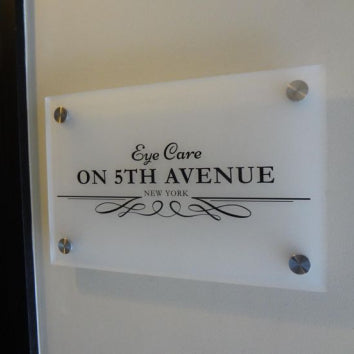 Eye Care
ON 5TH AVENUE
NEW YORK